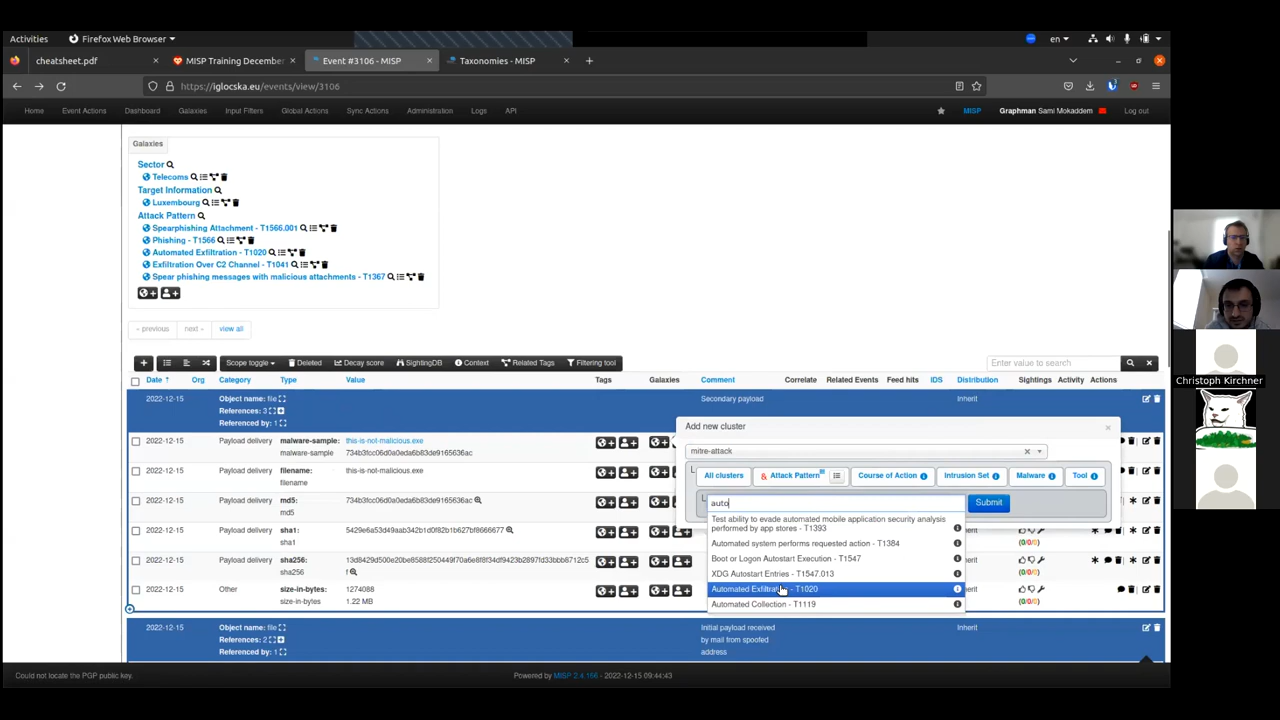 Activities
Firefox Web Browser
en
cheatsheet.pdf
MISP Training December
Event #3106 - MISP
Taxonomies - MISP
https://iglocska.eu/events/view/3106
Home Event Actions Dashboard Galaxies Input Filters Global Actions Sync Actions Administration Logs API
MISP Graphman Sami Mokaddem Log out
Galaxies
Sector
Telecoms
Target Information
Luxembourg
Attack Pattern
Spearphishing Attachment - T1566.001
Phishing - T1566
Automated Exfiltration - T1020
Exfiltration Over C2 Channel - T1041
Spear phishing messages with malicious attachments - T1367
« previous next » view all
Scope toggle Deleted Decay score SightingDB Context Related Tags Filtering tool Enter value to search
Date Org Category Type Value Tags Galaxies Comment Correlate Related Events Feed hits IDS Distribution Sightings Activity Actions
2022-12-15 Object name: file Secondary payload Inherit
References: 3
Referenced by: 1
Add new cluster
mitre-attack
All clusters & Attack Pattern Course of Action Intrusion Set Malware Tool
auto Submit
Test ability to evade automated mobile application security analysis
performed by app stores - T1393
Automated system performs requested action - T1384
Boot or Logon Autostart Execution - T1547
XDG Autostart Entries - T1547.013
Automated Exfiltration - T1020
Automated Collection - T1119
2022-12-15 Payload delivery malware-sample: this-is-not-malicious.exe
malware-sample 734b3fcc06d0a0eda6b83de9165636ac
2022-12-15 Payload delivery filename: this-is-not-malicious.exe
filename
2022-12-15 Payload delivery md5: 734b3fcc06d0a0eda6b83de9165636ac
md5
2022-12-15 Payload delivery sha1:
sha1 (0/0/0)
2022-12-15 Payload delivery sha256:
sha256 (0/0/0)
2022-12-15 Other size-in-bytes: 1274088
size-in-bytes 1.22 MB (0/0/0)
2022-12-15 Object name: file Initial payload received Inherit
References: 2 by mail from spoofed
Referenced by: 1 address
Could not locate the PGP public key. Powered by MISP 2.4.166 - 2022-12-15 09:44:43
Christoph Kirchner